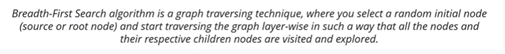 Breadth-First Search algorithm is a graph traversing technique, where you select a random initial node
(source or root node) and start traversing the graph layer-wise in such a way that all the nodes and
their respective children nodes are visited and explored.